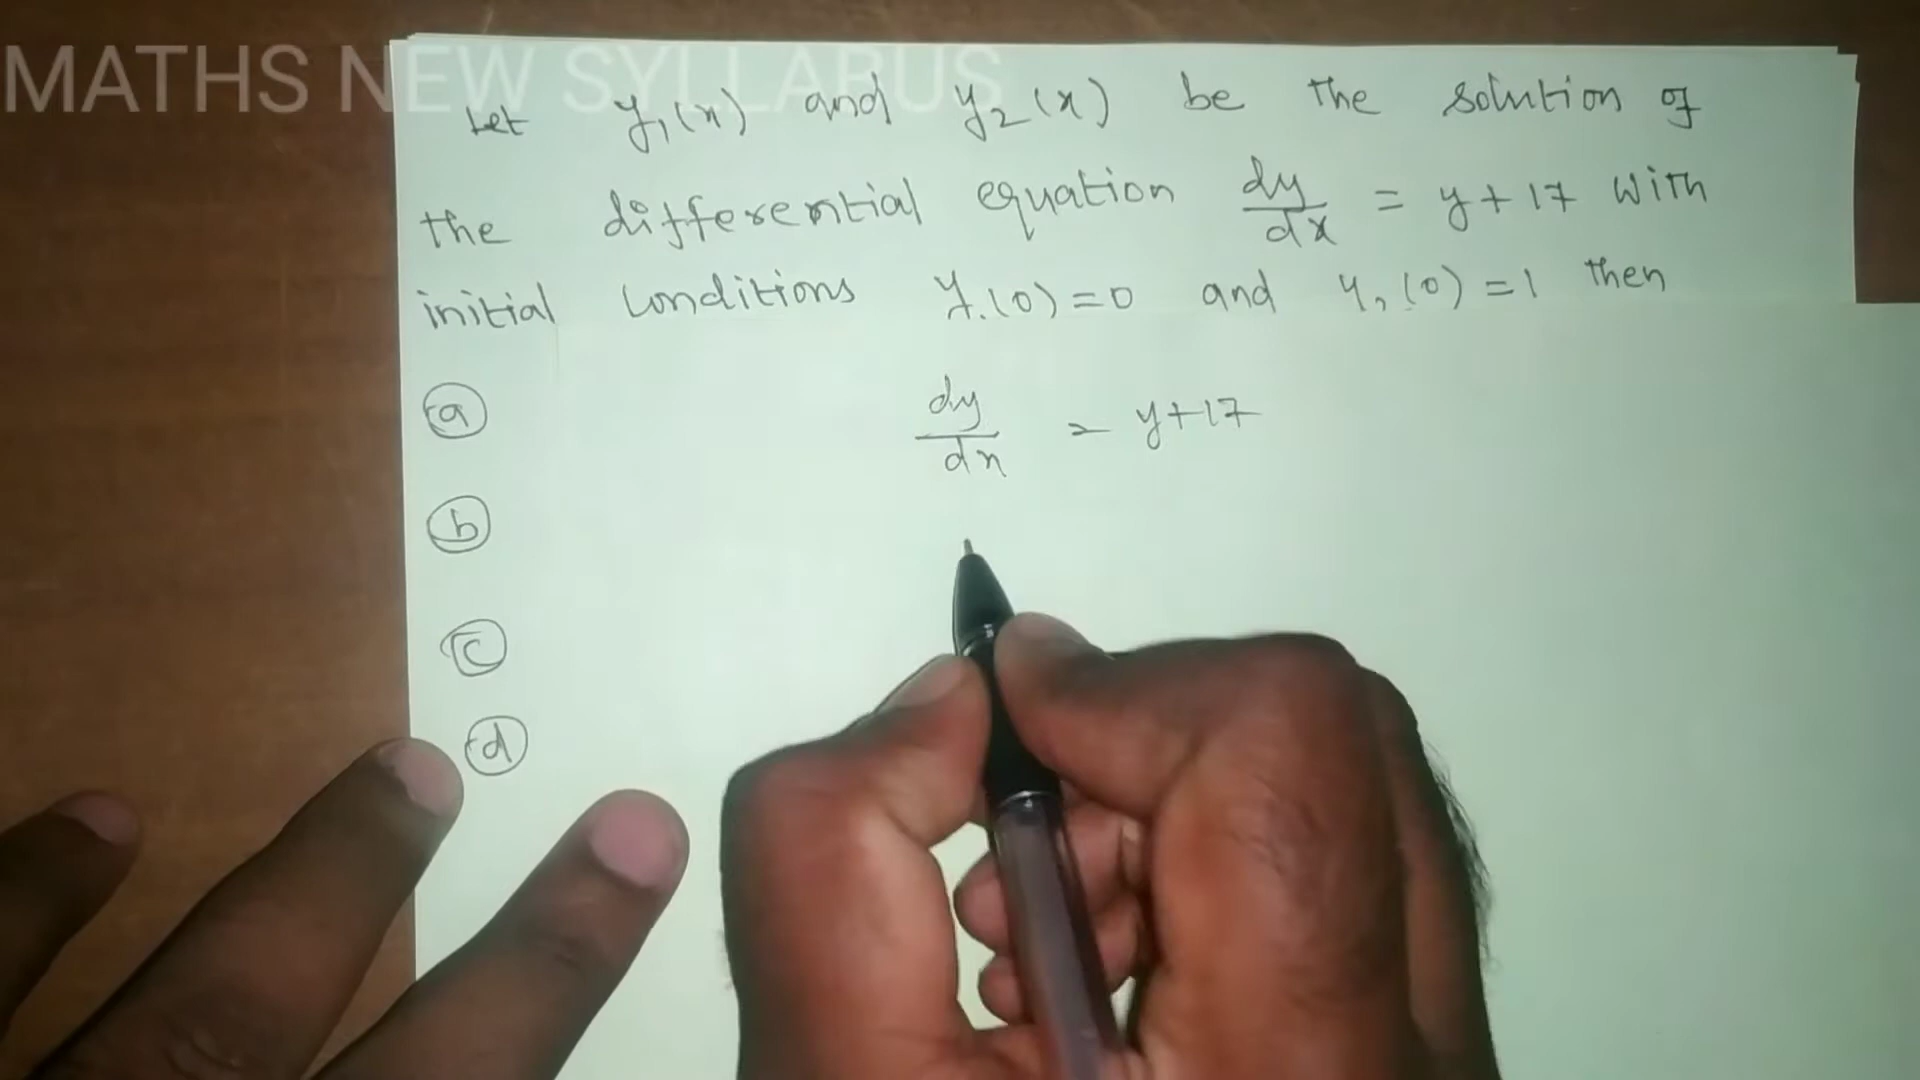 MATHS NEW SYLLABUS
Let y₁(x) and y₂(x) be the solution of
the differential equation dy/dx = y+17 with
initial conditions y₁(0)=0 and y₂(0)=1 then
(a) dy/dx = y+17
(b)
(c)
(d)